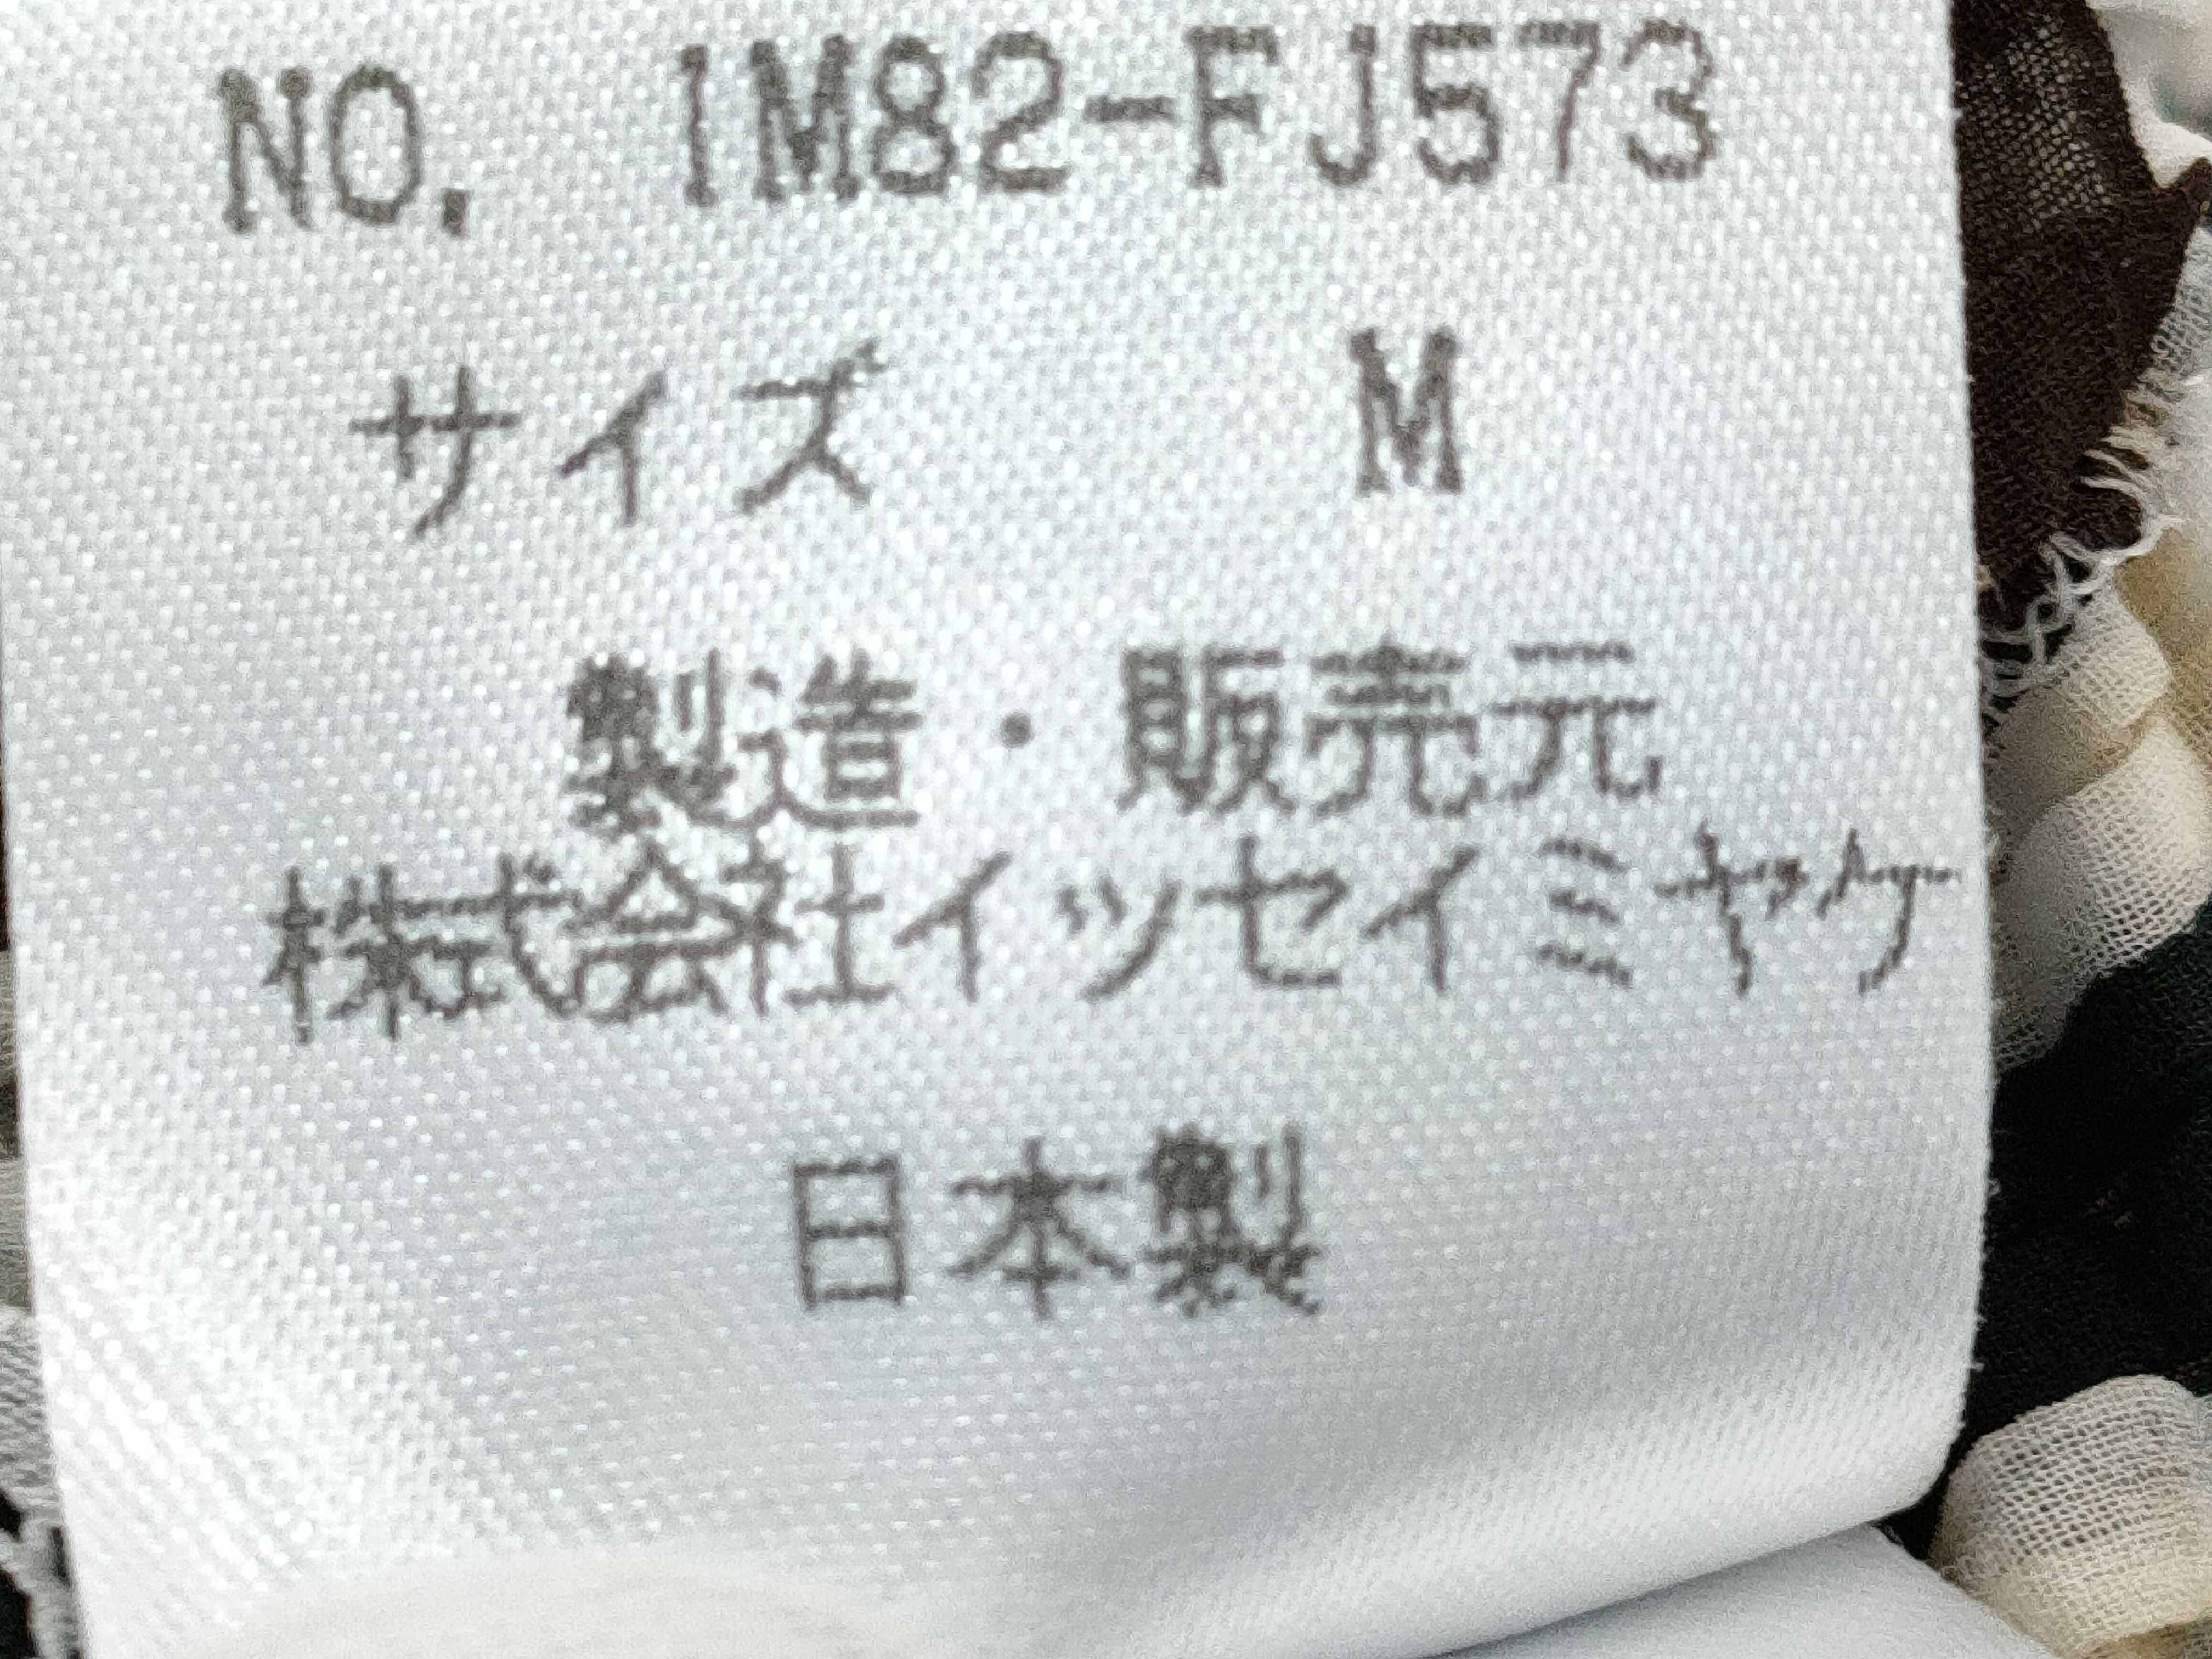 NO. IM82-FJ573
サイズ M
製造・販売元
株式会社イッセイミヤケ
日本製